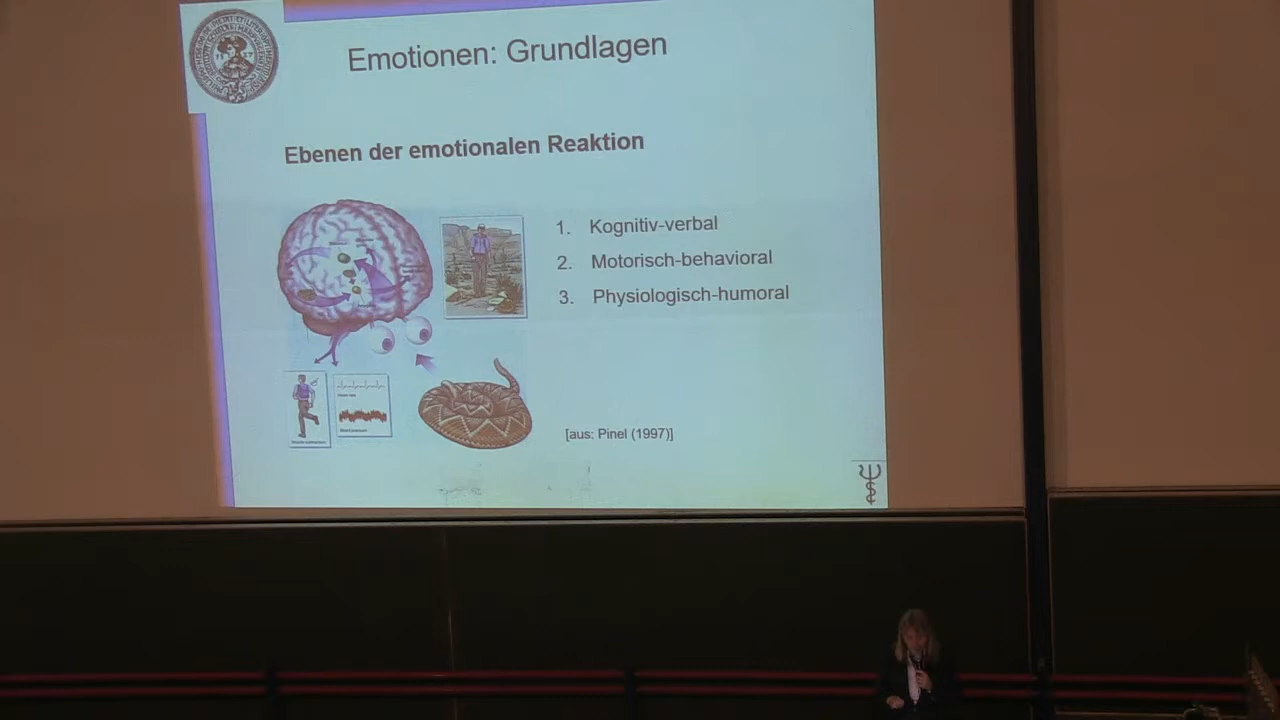 Emotionen: Grundlagen
Ebenen der emotionalen Reaktion
1. Kognitiv-verbal
2. Motorisch-behavioral
3. Physiologisch-humoral
[aus: Pinel (1997)]